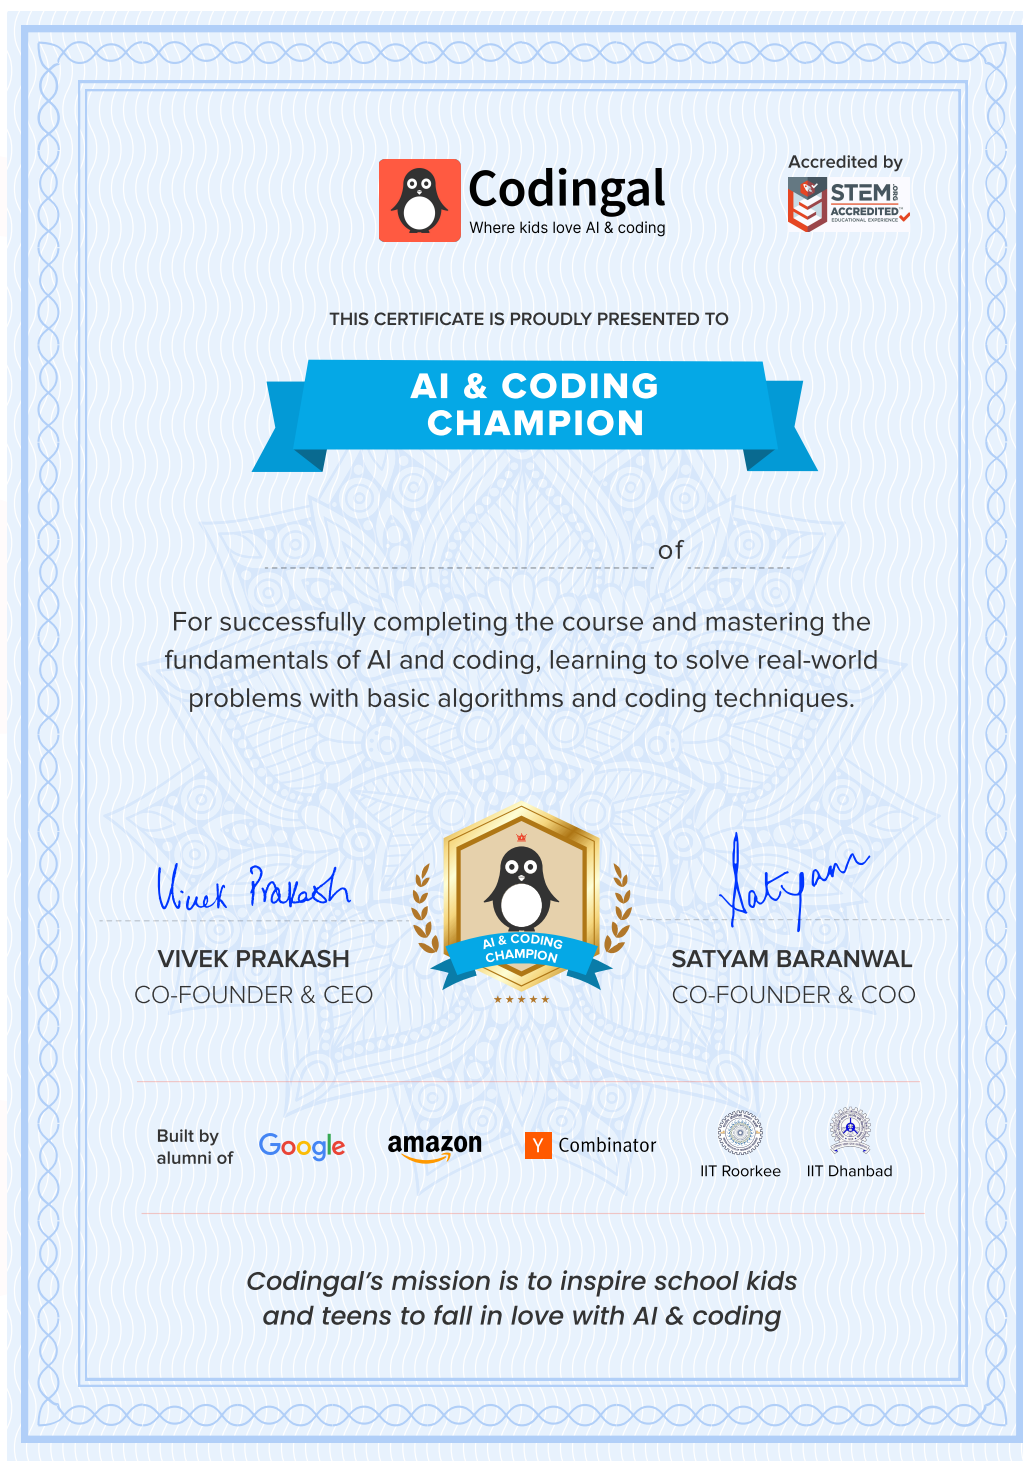 Codingal
Where kids love AI & coding
Accredited by
STEM.ORG
ACCREDITED™
EDUCATIONAL EXPERIENCE
THIS CERTIFICATE IS PROUDLY PRESENTED TO
AI & CODING
CHAMPION
of
For successfully completing the course and mastering the
fundamentals of AI and coding, learning to solve real-world
problems with basic algorithms and coding techniques.
Vivek Prakash
Satyam
AI & CODING
CHAMPION
VIVEK PRAKASH
CO-FOUNDER & CEO
SATYAM BARANWAL
CO-FOUNDER & COO
Built by
alumni of
Google
amazon
Y Combinator
IIT Roorkee
IIT Dhanbad
Codingal's mission is to inspire school kids
and teens to fall in love with AI & coding